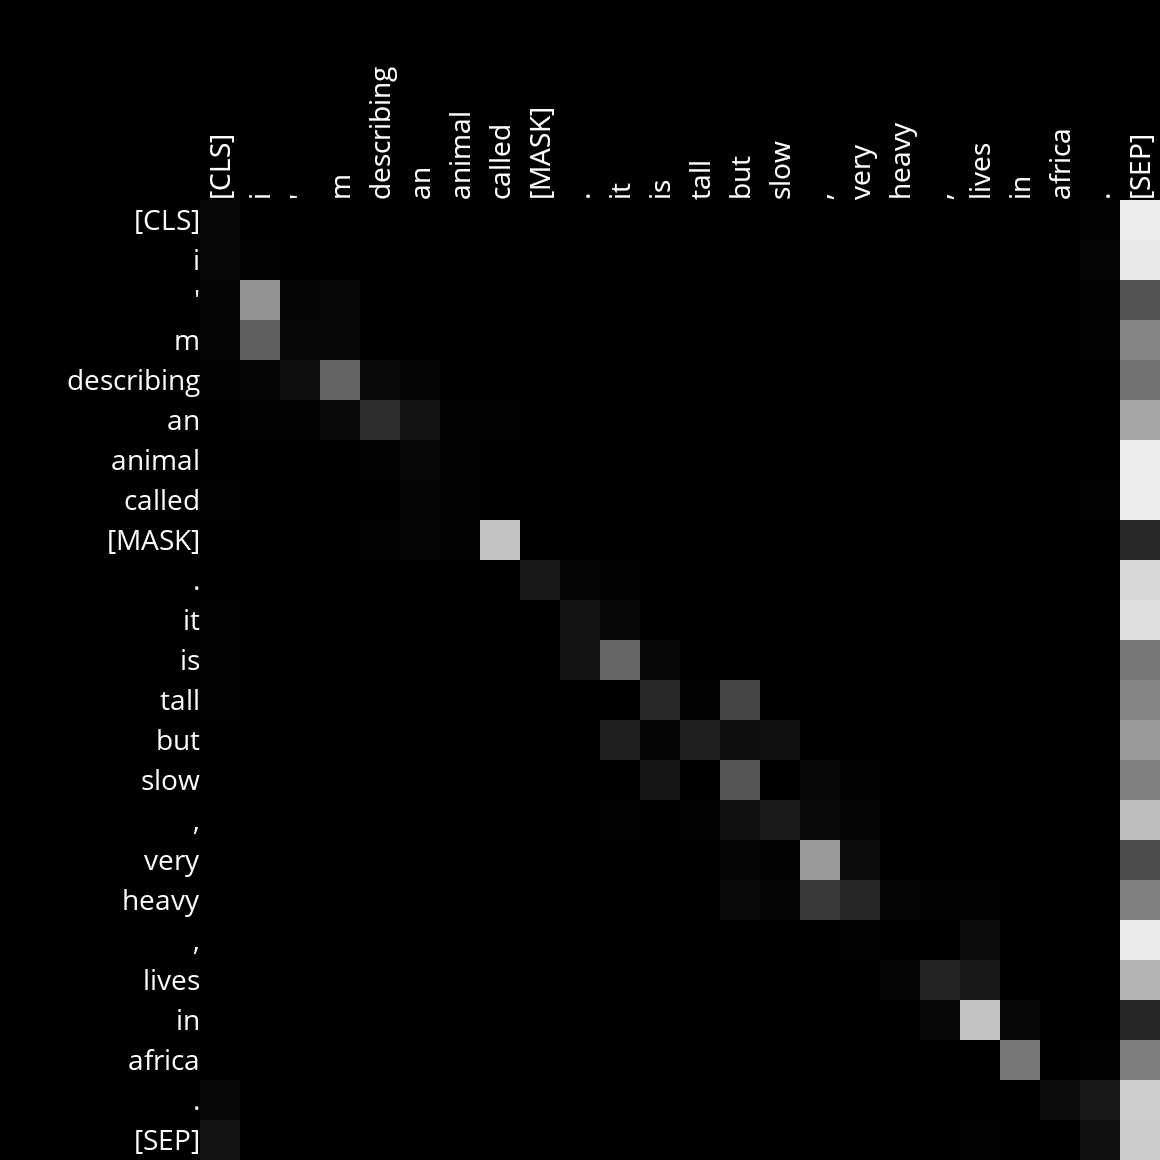 [CLS] i ' m describing an animal called [MASK] . it is tall but slow , very heavy , lives in africa . [SEP]
[CLS]
i
'
m
describing
an
animal
called
[MASK]
.
it
is
tall
but
slow
,
very
heavy
,
lives
in
africa
.
[SEP]